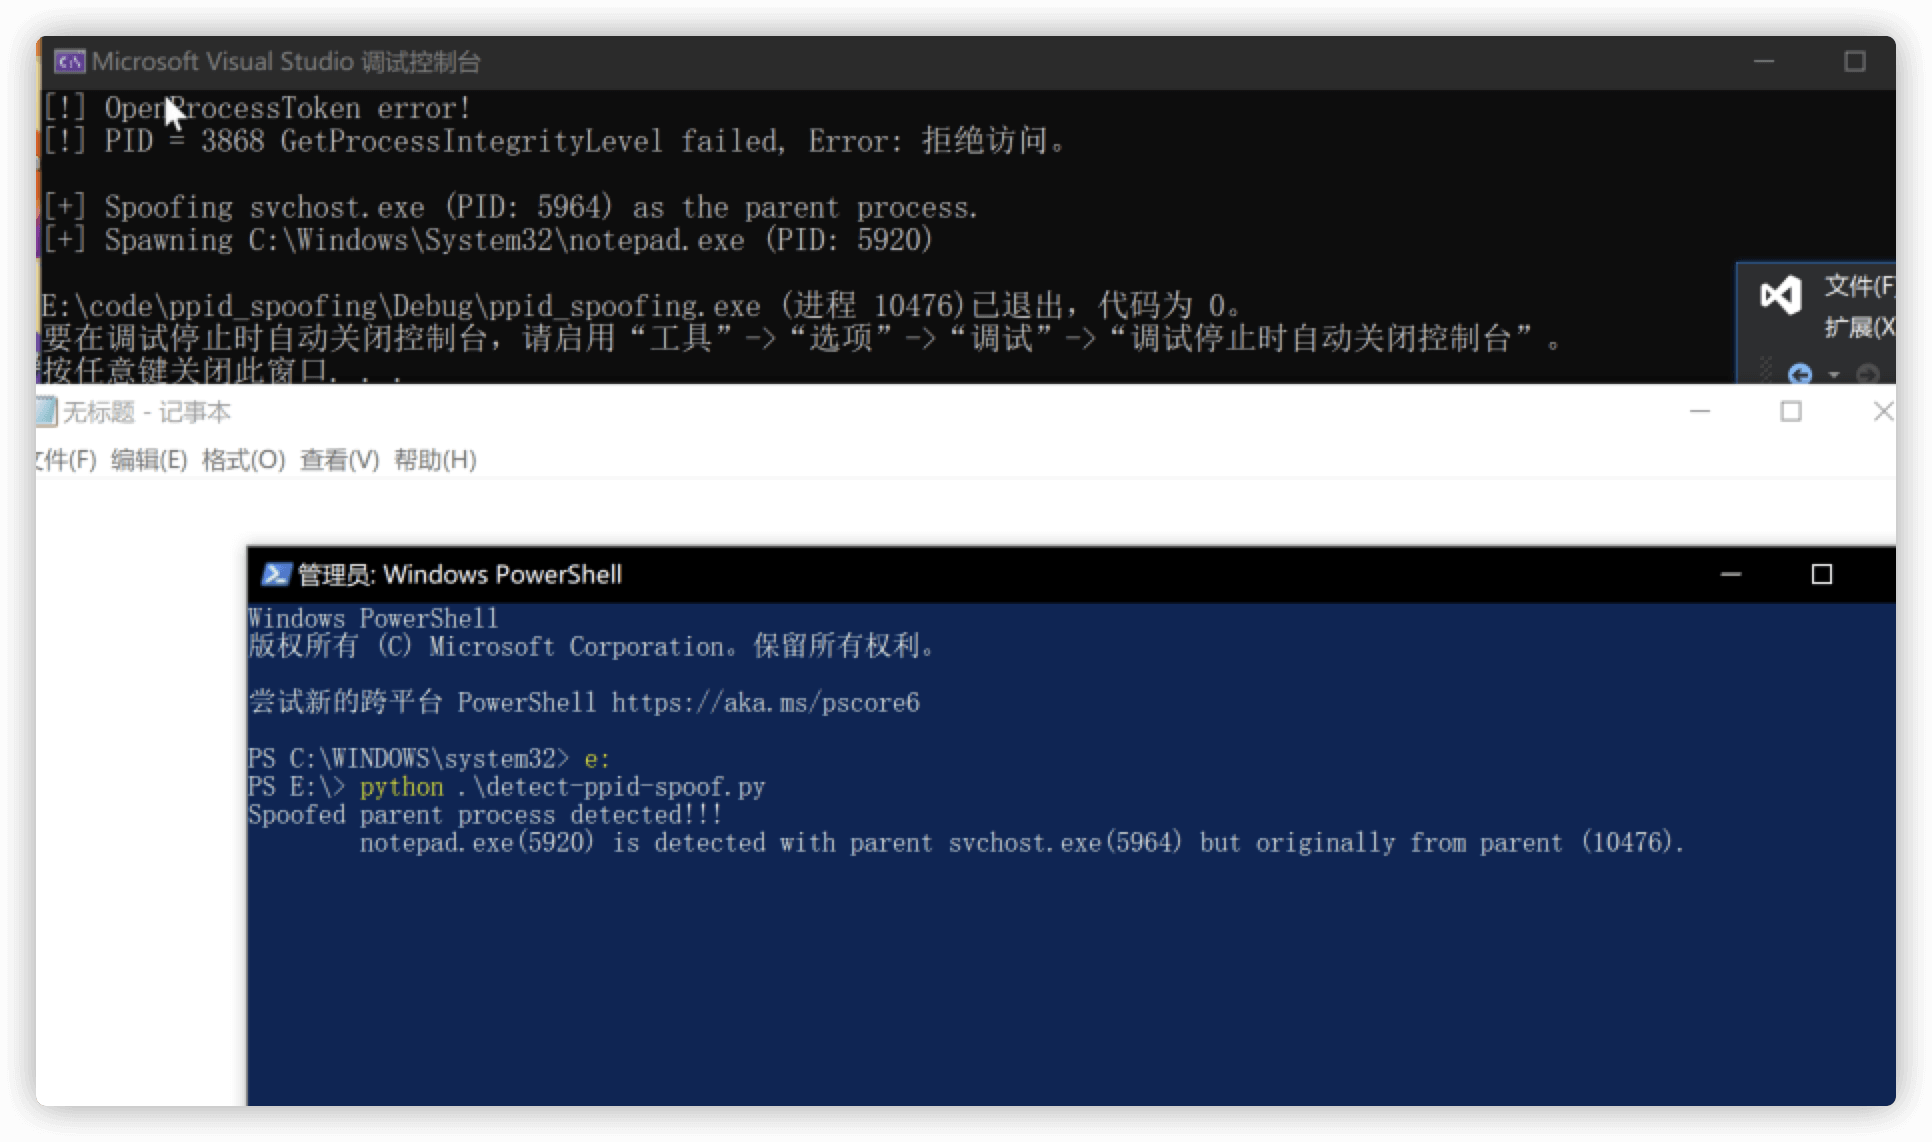 Microsoft Visual Studio 调试控制台
[!] OpenProcessToken error!
[!] PID = 3868 GetProcessIntegrityLevel failed, Error: 拒绝访问。
[+] Spoofing svchost.exe (PID: 5964) as the parent process.
[+] Spawning C:\Windows\System32\notepad.exe (PID: 5920)
E:\code\ppid_spoofing\Debug\ppid_spoofing.exe (进程 10476)已退出，代码为 0。
要在调试停止时自动关闭控制台，请启用“工具”->“选项”->“调试”->“调试停止时自动关闭控制台”。
按任意键关闭此窗口. . .
文件(F)
扩展(X
无标题 - 记事本
文件(F) 编辑(E) 格式(O) 查看(V) 帮助(H)
管理员: Windows PowerShell
Windows PowerShell
版权所有 (C) Microsoft Corporation。保留所有权利。
尝试新的跨平台 PowerShell https://aka.ms/pscore6
PS C:\WINDOWS\system32> e:
PS E:\> python .\detect-ppid-spoof.py
Spoofed parent process detected!!!
notepad.exe(5920) is detected with parent svchost.exe(5964) but originally from parent (10476).